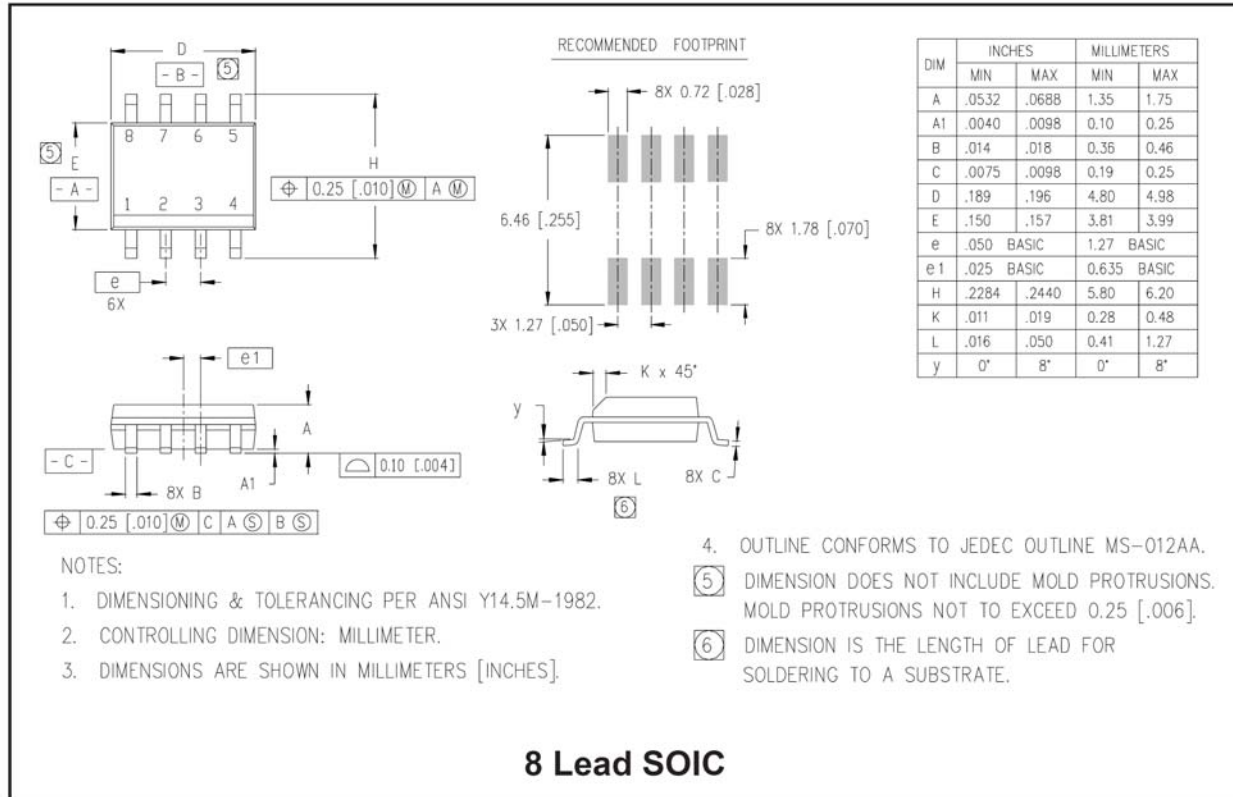 D
- B -
5
8 7 6 5
5
E
- A -
H
⌖ 0.25 [.010] Ⓜ A Ⓜ
1 2 3 4
e
6X
RECOMMENDED FOOTPRINT
8X 0.72 [.028]
6.46 [.255]
8X 1.78 [.070]
3X 1.27 [.050]
DIM INCHES MILLIMETERS
MIN MAX MIN MAX
A .0532 .0688 1.35 1.75
A1 .0040 .0098 0.10 0.25
B .014 .018 0.36 0.46
C .0075 .0098 0.19 0.25
D .189 .196 4.80 4.98
E .150 .157 3.81 3.99
e .050 BASIC 1.27 BASIC
e1 .025 BASIC 0.635 BASIC
H .2284 .2440 5.80 6.20
K .011 .019 0.28 0.48
L .016 .050 0.41 1.27
y 0° 8° 0° 8°
e1
A
- C -
A1
8X B
0.10 [.004]
⌖ 0.25 [.010] Ⓜ C A Ⓢ B Ⓢ
K x 45°
y
8X L
8X C
6
NOTES:
1. DIMENSIONING & TOLERANCING PER ANSI Y14.5M-1982.
2. CONTROLLING DIMENSION: MILLIMETER.
3. DIMENSIONS ARE SHOWN IN MILLIMETERS [INCHES].
4. OUTLINE CONFORMS TO JEDEC OUTLINE MS-012AA.
5 DIMENSION DOES NOT INCLUDE MOLD PROTRUSIONS.
MOLD PROTRUSIONS NOT TO EXCEED 0.25 [.006].
6 DIMENSION IS THE LENGTH OF LEAD FOR
SOLDERING TO A SUBSTRATE.
8 Lead SOIC